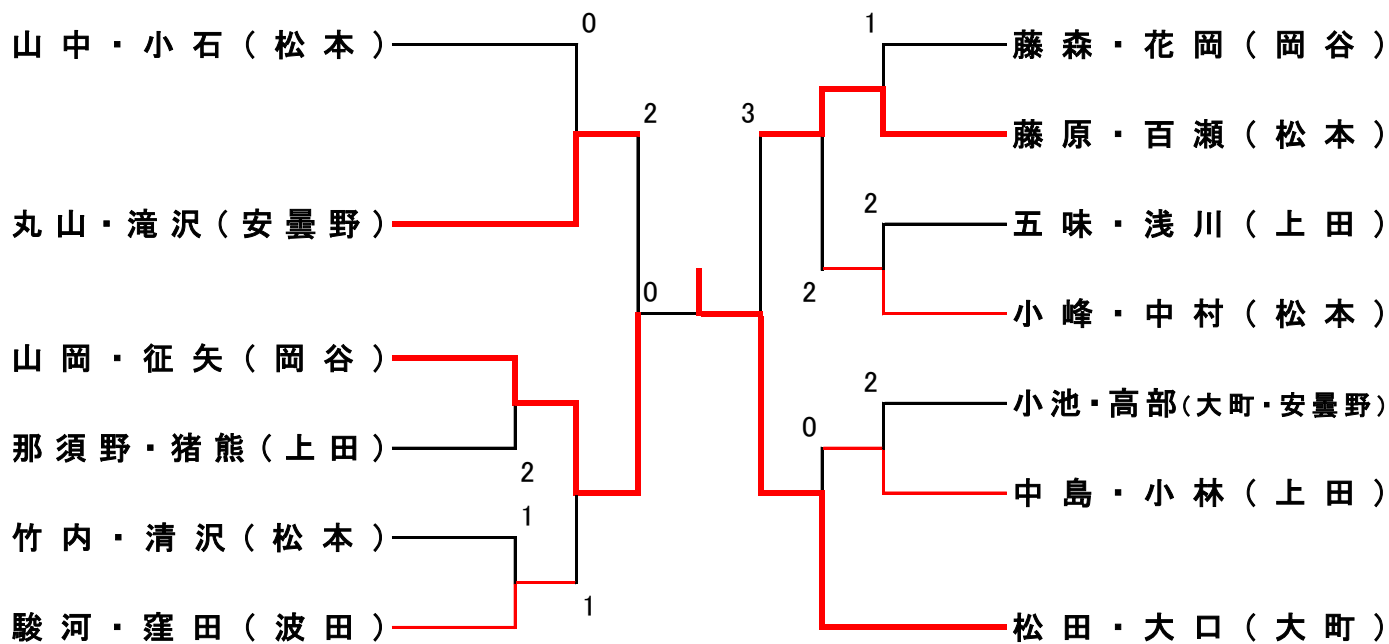 0
山中・小石(松本)
2
丸山・滝沢(安曇野)
0
山岡・征矢(岡谷)
那須野・猪熊(上田)
2
1
竹内・清沢(松本)
1
駿河・窪田(波田)
1
藤森・花岡(岡谷)
3
藤原・百瀬(松本)
2
五味・浅川(上田)
2
小峰・中村(松本)
2
小池・高部(大町・安曇野)
0
中島・小林(上田)
松田・大口(大町)